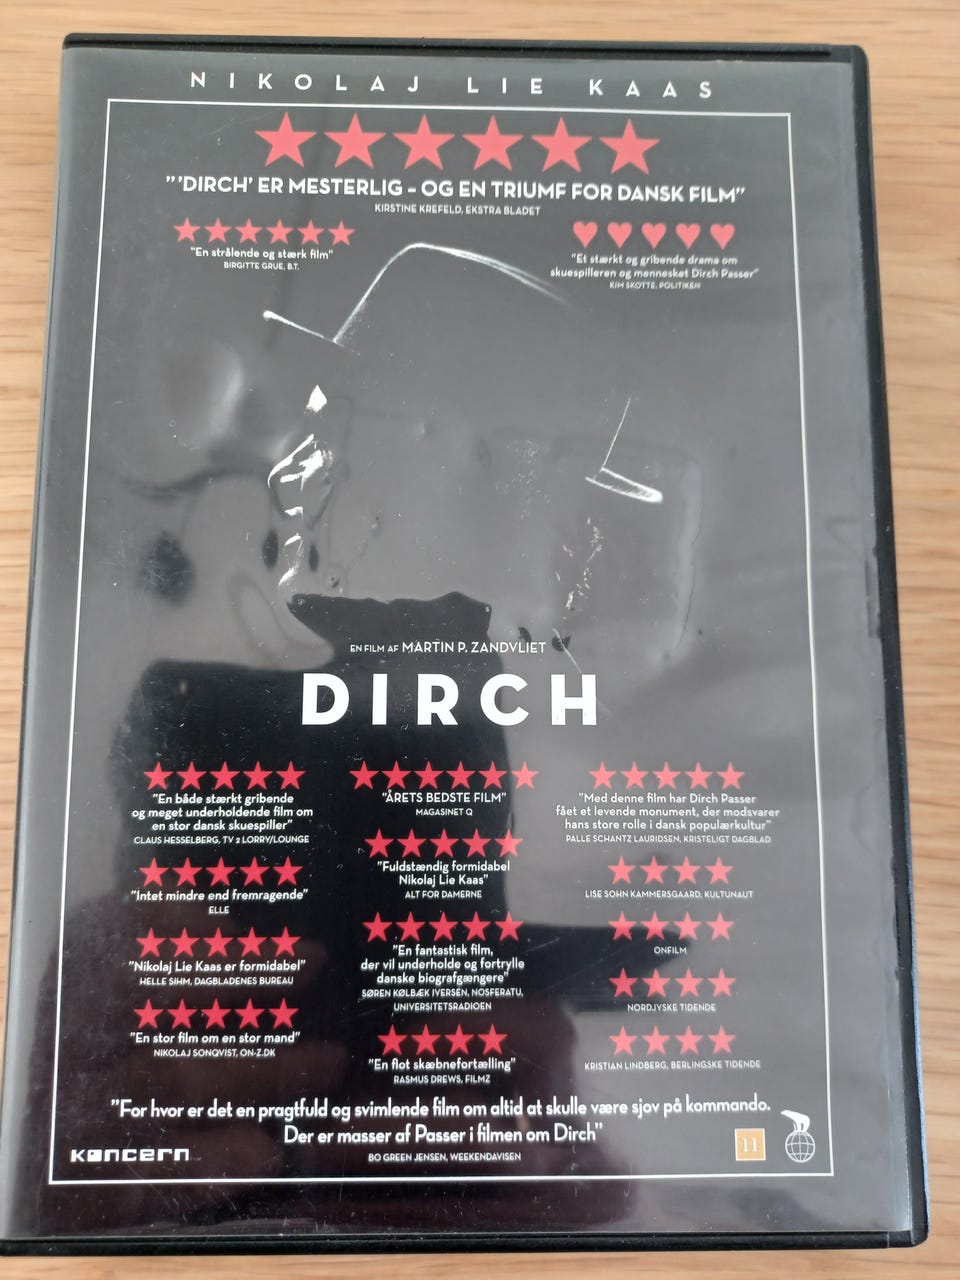 NIKOLAJ LIE KAAS
"'DIRCH' ER MESTERLIG – OG EN TRIUMF FOR DANSK FILM"
KIRSTINE KREFELD, EKSTRA BLADET
"En strålende og stærk film"
BIRGITTE GRUE, B.T.
"Et stærkt og gribende drama om
skuespilleren og mennesket Dirch Passer"
KIM SKOTTE, POLITIKEN
EN FILM AF MARTIN P. ZANDVLIET
DIRCH
"En både stærkt gribende
og meget underholdende film om
en stor dansk skuespiller"
CLAUS HESSELBERG, TV 2 LORRY/LOUNGE
"Intet mindre end fremragende"
ELLE
"Nikolaj Lie Kaas er formidabel"
HELLE SIHM, DAGBLADENES BUREAU
"En stor film om en stor mand"
NIKOLAJ SONQVIST, ON-Z.DK
"ÅRETS BEDSTE FILM"
MAGASINET Q
"Fuldstændig formidabel
Nikolaj Lie Kaas"
ALT FOR DAMERNE
"En fantastisk film,
der vil underholde og fortrylle
danske biografgængere"
SØREN KØLBÆK IVERSEN, NOSFERATU,
UNIVERSITETSRADIOEN
"En flot skæbnefortælling"
RASMUS DREWS, FILMZ
"Med denne film har Dirch Passer
fået et levende monument, der modsvarer
hans store rolle i dansk populærkultur"
PALLE SCHANTZ LAURIDSEN, KRISTELIGT DAGBLAD
LISE SOHN KAMMERSGAARD, KULTUNAUT
ONFILM
NORDJYSKE TIDENDE
KRISTIAN LINDBERG, BERLINGSKE TIDENDE
"For hvor er det en pragtfuld og svimlende film om altid at skulle være sjov på kommando.
Der er masser af Passer i filmen om Dirch"
BO GREEN JENSEN, WEEKENDAVISEN
KONCERN
11